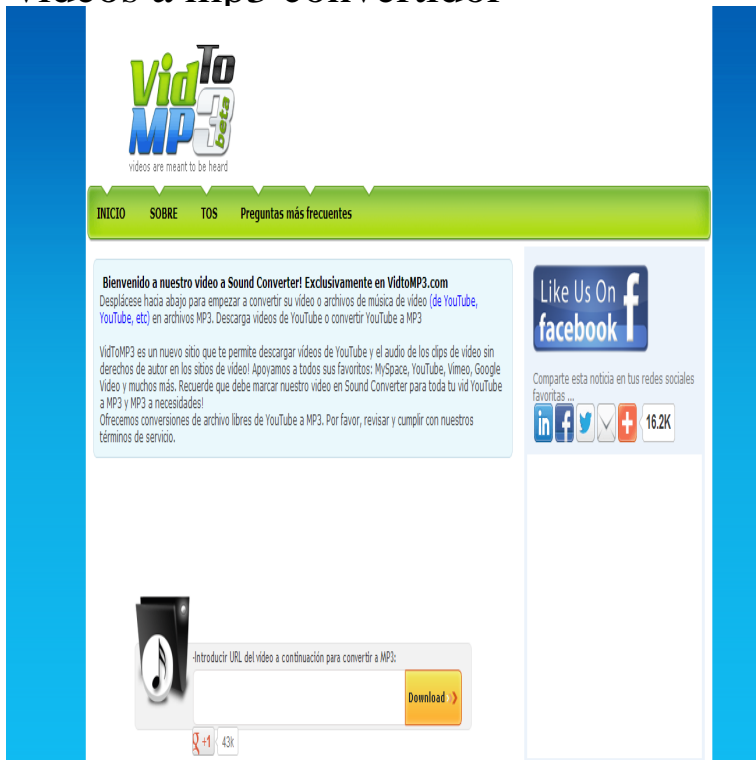 videos a mp3 convertidor
VidTo
MP3
beta
videos are meant to be heard
INICIO SOBRE TOS Preguntas más frecuentes
Bienvenido a nuestro video a Sound Converter! Exclusivamente en VidtoMP3.com
Desplácese hacia abajo para empezar a convertir su vídeo o archivos de música de vídeo (de YouTube,
YouTube, etc) en archivos MP3. Descarga videos de YouTube o convertir YouTube a MP3
VidToMP3 es un nuevo sitio que te permite descargar vídeos de YouTube y el audio de los clips de vídeo sin
derechos de autor en los sitios de vídeo! Apoyamos a todos sus favoritos: MySpace, YouTube, Vimeo, Google
Video y muchos más. Recuerde que debe marcar nuestro video en Sound Converter para toda tu vid YouTube
a MP3 y MP3 a necesidades!
Ofrecemos conversiones de archivo libres de YouTube a MP3. Por favor, revisar y cumplir con nuestros
términos de servicio.
Like Us On f
facebook
Comparte esta noticia en tus redes sociales
favoritas ...
in f 16.2K
-Introducir URL del vídeo a continuación para convertir a MP3:
Download
+1 43k